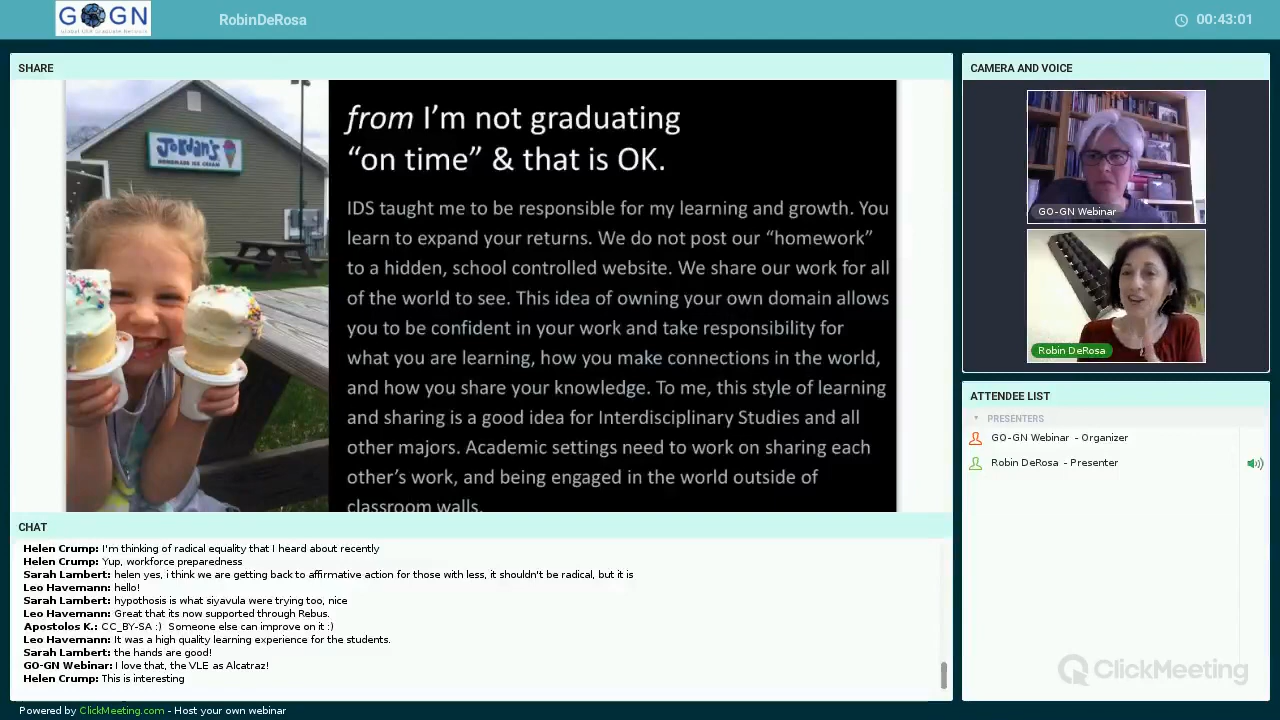 GO GN
Global OER Graduate Network
RobinDeRosa
00:43:01
SHARE
JORDAN'S
HOMEMADE ICE CREAM
from I'm not graduating
“on time” & that is OK.
IDS taught me to be responsible for my learning and growth. You
learn to expand your returns. We do not post our “homework”
to a hidden, school controlled website. We share our work for all
of the world to see. This idea of owning your own domain allows
you to be confident in your work and take responsibility for
what you are learning, how you make connections in the world,
and how you share your knowledge. To me, this style of learning
and sharing is a good idea for Interdisciplinary Studies and all
other majors. Academic settings need to work on sharing each
other’s work, and being engaged in the world outside of
classroom walls.
CAMERA AND VOICE
GO-GN Webinar
Robin DeRosa
ATTENDEE LIST
PRESENTERS
GO-GN Webinar - Organizer
Robin DeRosa - Presenter
CHAT
Helen Crump: I'm thinking of radical equality that I heard about recently
Helen Crump: Yup, workforce preparedness
Sarah Lambert: helen yes, i think we are getting back to affirmative action for those with less, it shouldn't be radical, but it is
Leo Havemann: hello!
Sarah Lambert: hypothosis is what siyavula were trying too, nice
Leo Havemann: Great that its now supported through Rebus.
Apostolos K.: CC_BY-SA :) Someone else can improve on it :)
Leo Havemann: It was a high quality learning experience for the students.
Sarah Lambert: the hands are good!
GO-GN Webinar: I love that, the VLE as Alcatraz!
Helen Crump: This is interesting
ClickMeeting
Powered by ClickMeeting.com - Host your own webinar